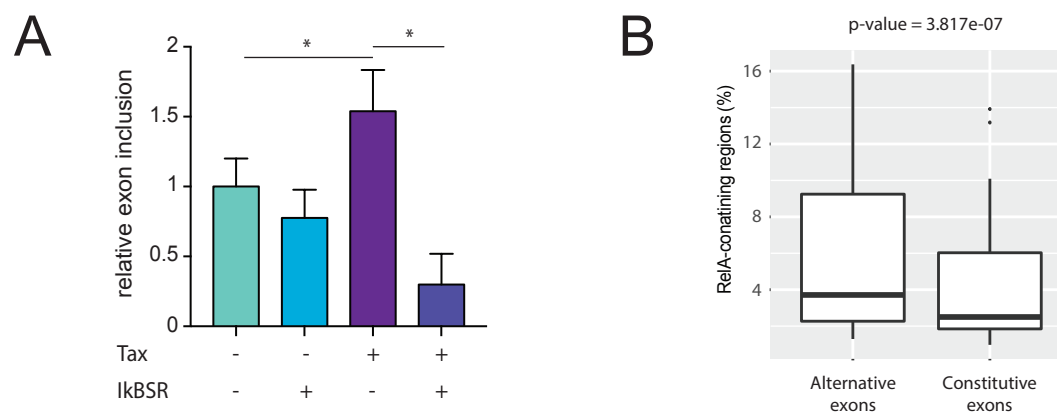 A
relative exon inclusion
2
1.5
1
0.5
0
*
*
Tax - - + +
IkBSR - + - +
B
p-value = 3.817e-07
RelA-conatining regions (%)
16
12
8
4
Alternative
exons
Constitutive
exons